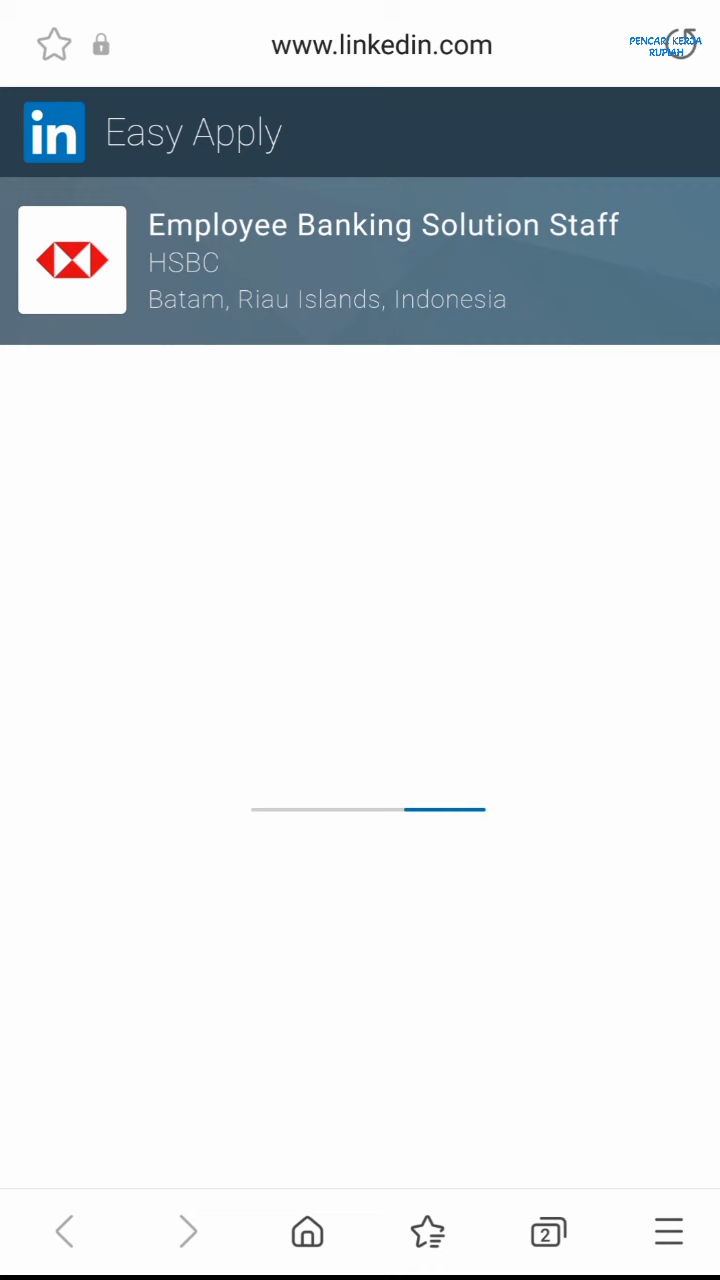 www.linkedin.com
PENCARI KERJA
RUPIAH
in Easy Apply
Employee Banking Solution Staff
HSBC
Batam, Riau Islands, Indonesia
2